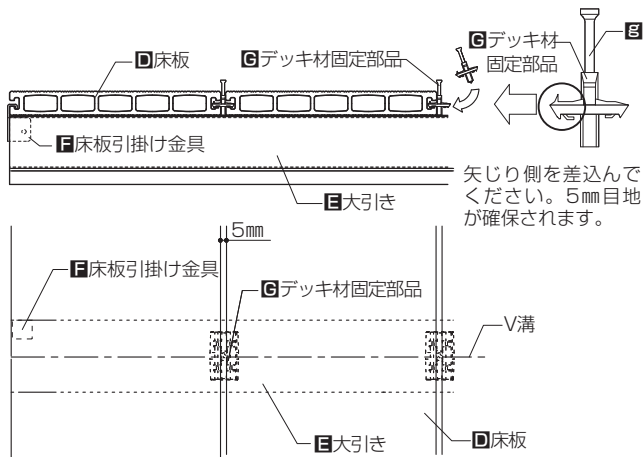 D床板
Gデッキ材固定部品
Gデッキ材
固定部品
g
F床板引掛け金具
E大引き
矢じり側を差込んで
ください。5㎜目地
が確保されます。
5㎜
F床板引掛け金具
Gデッキ材固定部品
V溝
E大引き
D床板